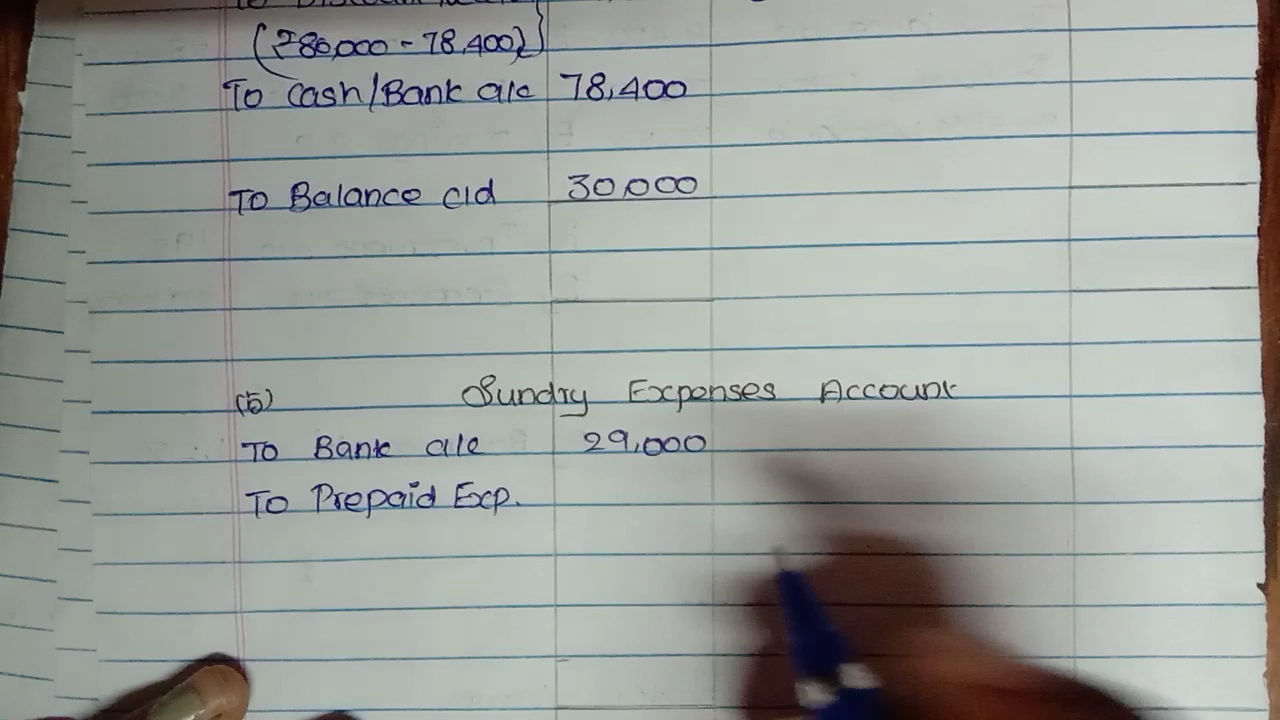 (₹80,000 - 78,400)
To Cash/Bank a/c 78,400
To Balance c/d 30,000
(5) Sundry Expenses Account
To Bank a/c 29,000
To Prepaid Exp.